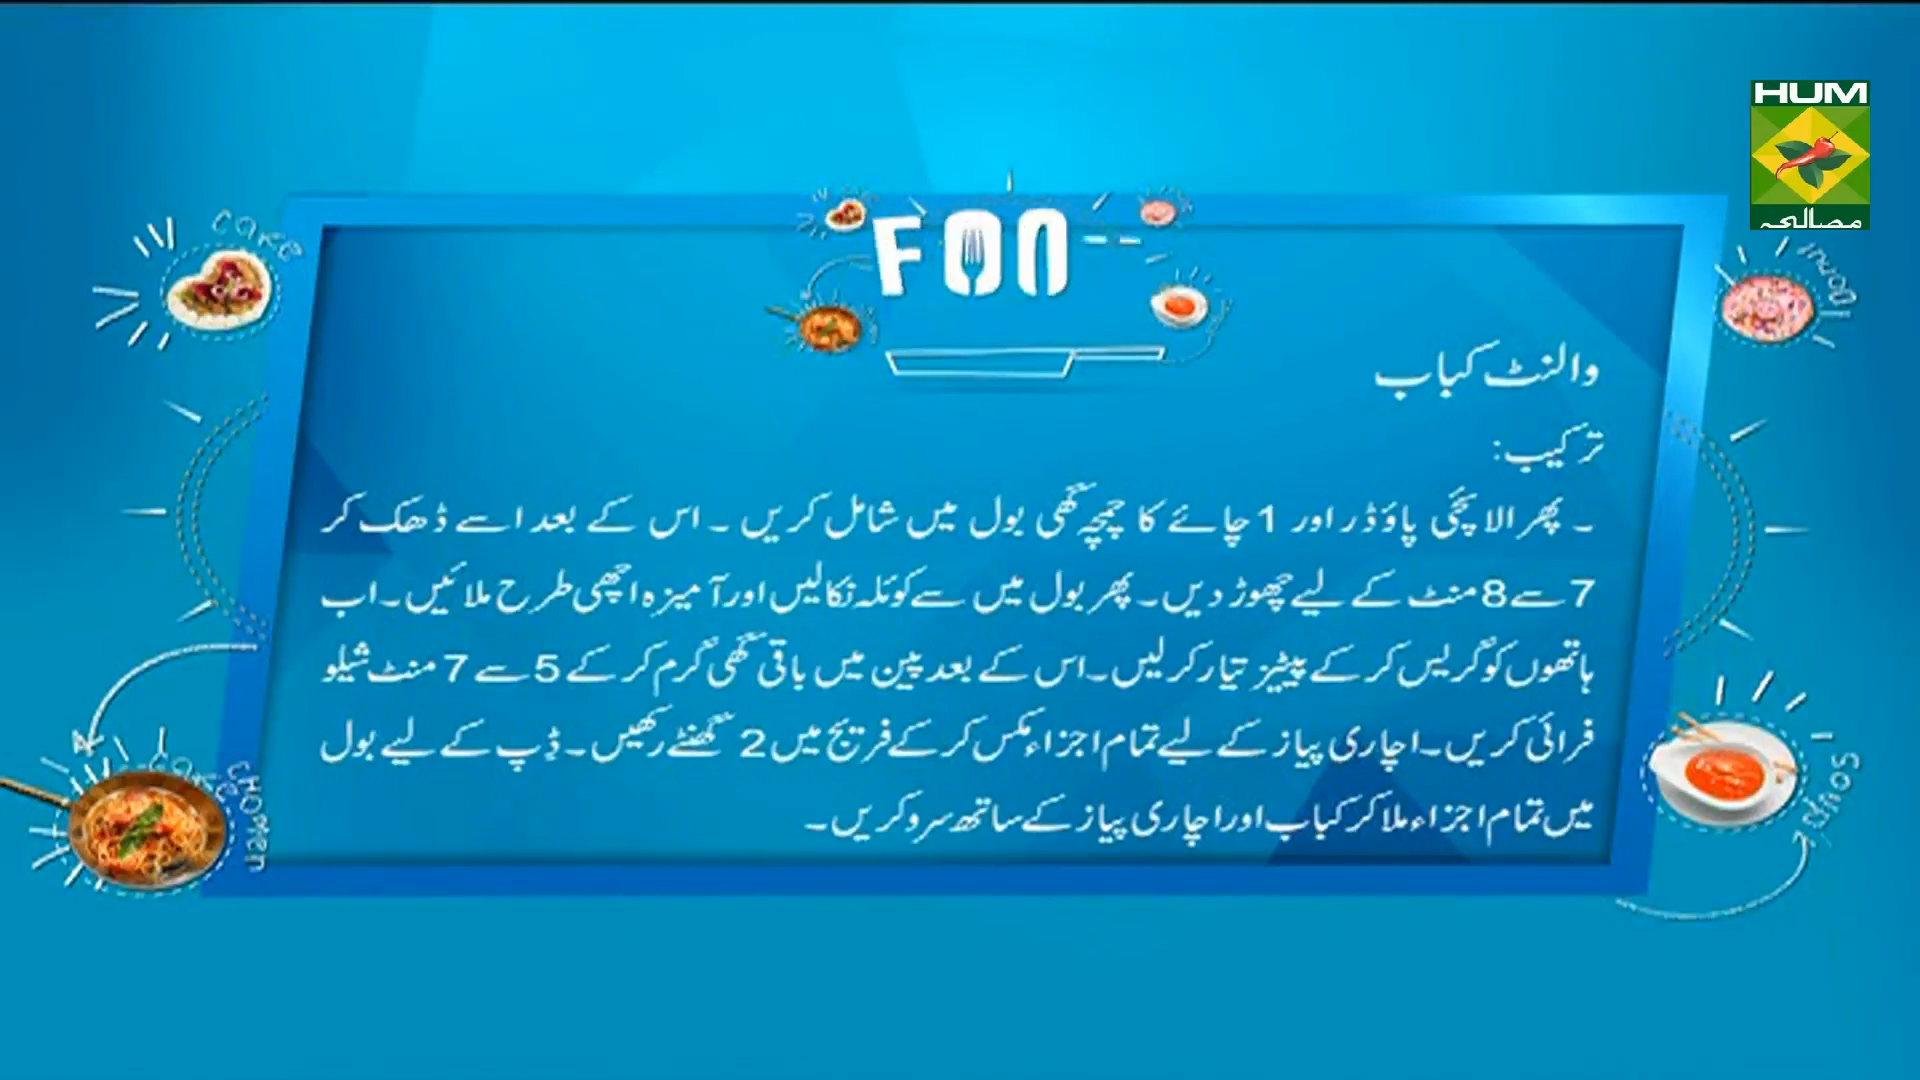 HUM
مصالحہ
cake
Donut
والنٹ کباب
ترکیب:
۔ پھر الائچی پاؤڈر اور 1 چائے کا چمچہ گھی بول میں شامل کریں ۔ اس کے بعد اسے ڈھک کر
7 سے 8 منٹ کے لیے چھوڑ دیں۔ پھر بول میں سے کوئلہ نکالیں اور آمیزہ اچھی طرح ملائیں۔ اب
ہاتھوں کو گریس کر کے پیٹیز تیار کر لیں۔ اس کے بعد پین میں باقی گھی گرم کر کے 5 سے 7 منٹ شیلو
فرائی کریں۔ اچاری پیاز کے لیے تمام اجزاء مکس کر کے فریج میں 2 گھنٹے رکھیں۔ ڈِپ کے لیے بول
میں تمام اجزاء ملا کر کباب اور اچاری پیاز کے ساتھ سرو کریں۔
Soup